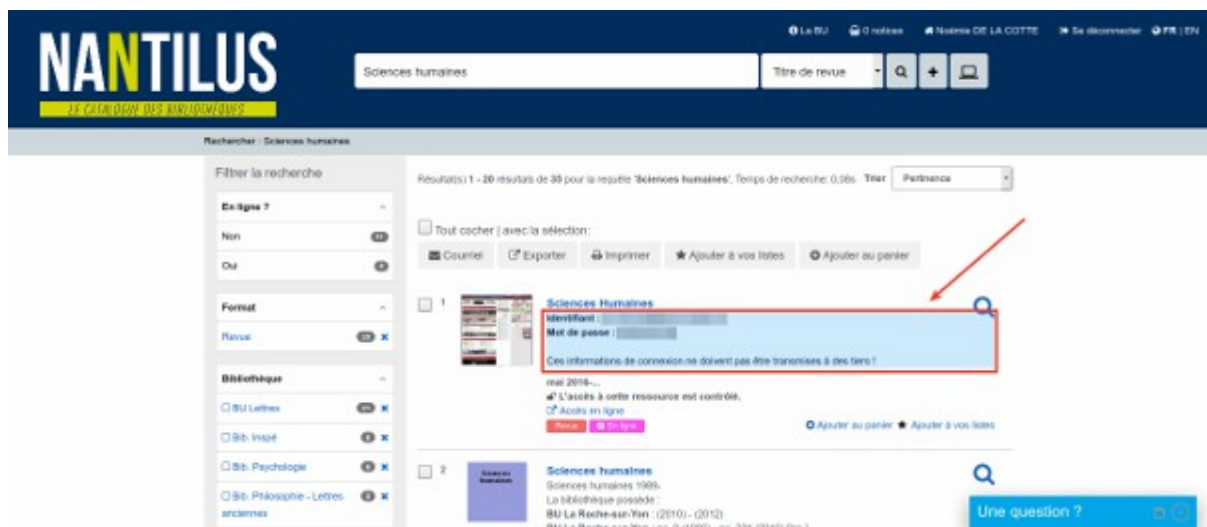 La BU 0 notices Noémie DE LA COTTE Se déconnecter FR | EN
NANTILUS
LE CATALOGUE DES BIBLIOTHÈQUES
Sciences humaines Titre de revue
Rechercher : Sciences humaines
Filtrer la recherche
Résultat(s) 1 - 20 résultats de 35 pour la requête 'Sciences humaines', Temps de recherche: 0.08s Trier Pertinence
En ligne ?
Non
Oui
Tout cocher | avec la sélection:
Courriel Exporter Imprimer Ajouter à vos listes Ajouter au panier
Format
Revue
1 Sciences Humaines
Identifiant :
Mot de passe :
Ces informations de connexion ne doivent pas être transmises à des tiers !
mai 2016-...
L'accès à cette ressource est contrôlé.
Accès en ligne
Revue En ligne
Ajouter au panier Ajouter à vos listes
Bibliothèque
BU Lettres
Bib. Inspé
Bib. Psychologie
Bib. Philosophie - Lettres anciennes
2 Sciences humaines
Sciences humaines
Sciences humaines 1989-
La bibliothèque possède :
BU La Roche-sur-Yon : (2010) - (2012)
Une question ?